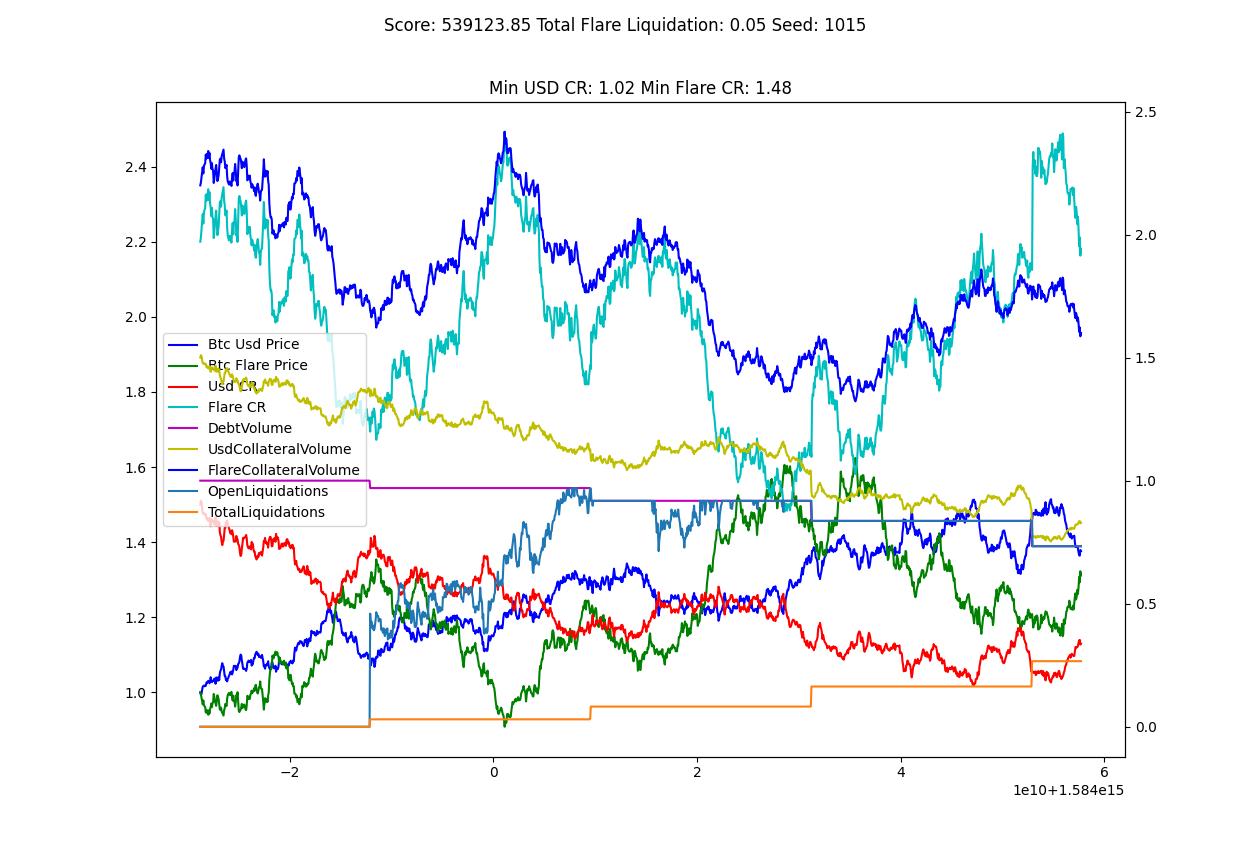 Score: 539123.85 Total Flare Liquidation: 0.05 Seed: 1015
Min USD CR: 1.02 Min Flare CR: 1.48
2.5
2.4
2.2
2.0
2.0
Btc Usd Price
Btc Flare Price
1.5
Usd CR
1.8
Flare CR
DebtVolume
UsdCollateralVolume
1.6
FlareCollateralVolume
1.0
OpenLiquidations
TotalLiquidations
1.4
1.2
0.5
1.0
0.0
−2
0
2
4
6
1e10+1.584e15